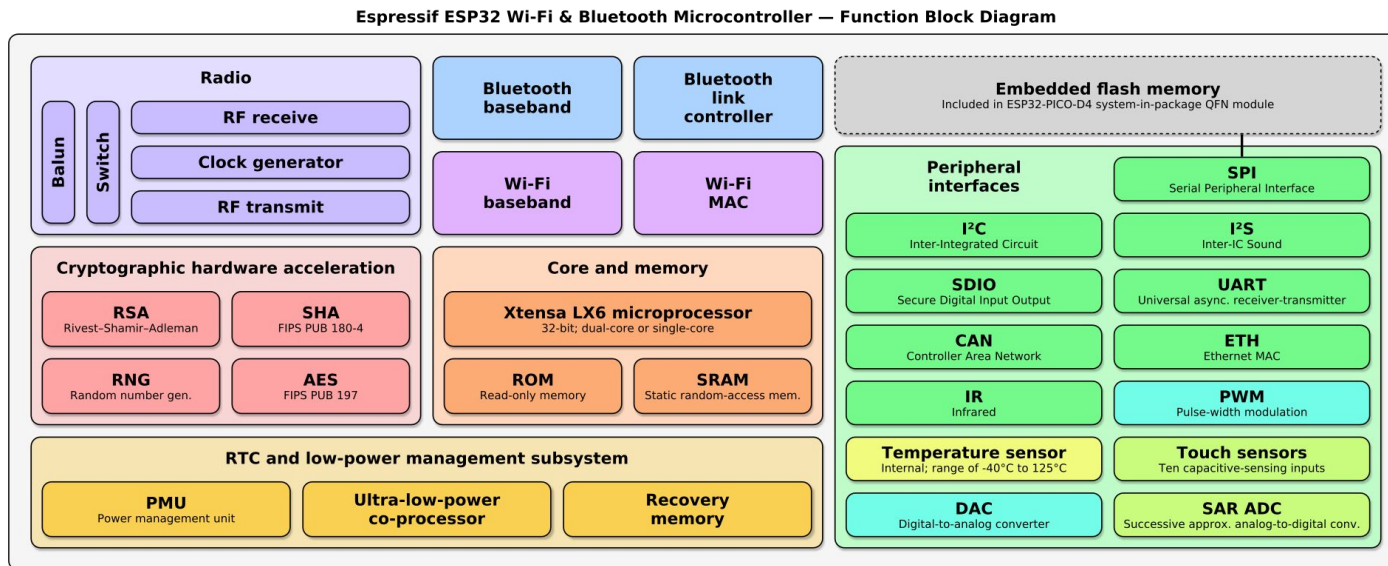 Espressif ESP32 Wi-Fi & Bluetooth Microcontroller — Function Block Diagram
Radio
Balun
Switch
RF receive
Clock generator
RF transmit
Bluetooth
baseband
Bluetooth
link
controller
Wi-Fi
baseband
Wi-Fi
MAC
Embedded flash memory
Included in ESP32-PICO-D4 system-in-package QFN module
Cryptographic hardware acceleration
RSA
Rivest–Shamir–Adleman
SHA
FIPS PUB 180-4
RNG
Random number gen.
AES
FIPS PUB 197
Core and memory
Xtensa LX6 microprocessor
32-bit; dual-core or single-core
ROM
Read-only memory
SRAM
Static random-access mem.
RTC and low-power management subsystem
PMU
Power management unit
Ultra-low-power
co-processor
Recovery
memory
Peripheral
interfaces
SPI
Serial Peripheral Interface
I²C
Inter-Integrated Circuit
I²S
Inter-IC Sound
SDIO
Secure Digital Input Output
UART
Universal async. receiver-transmitter
CAN
Controller Area Network
ETH
Ethernet MAC
IR
Infrared
PWM
Pulse-width modulation
Temperature sensor
Internal; range of -40°C to 125°C
Touch sensors
Ten capacitive-sensing inputs
DAC
Digital-to-analog converter
SAR ADC
Successive approx. analog-to-digital conv.